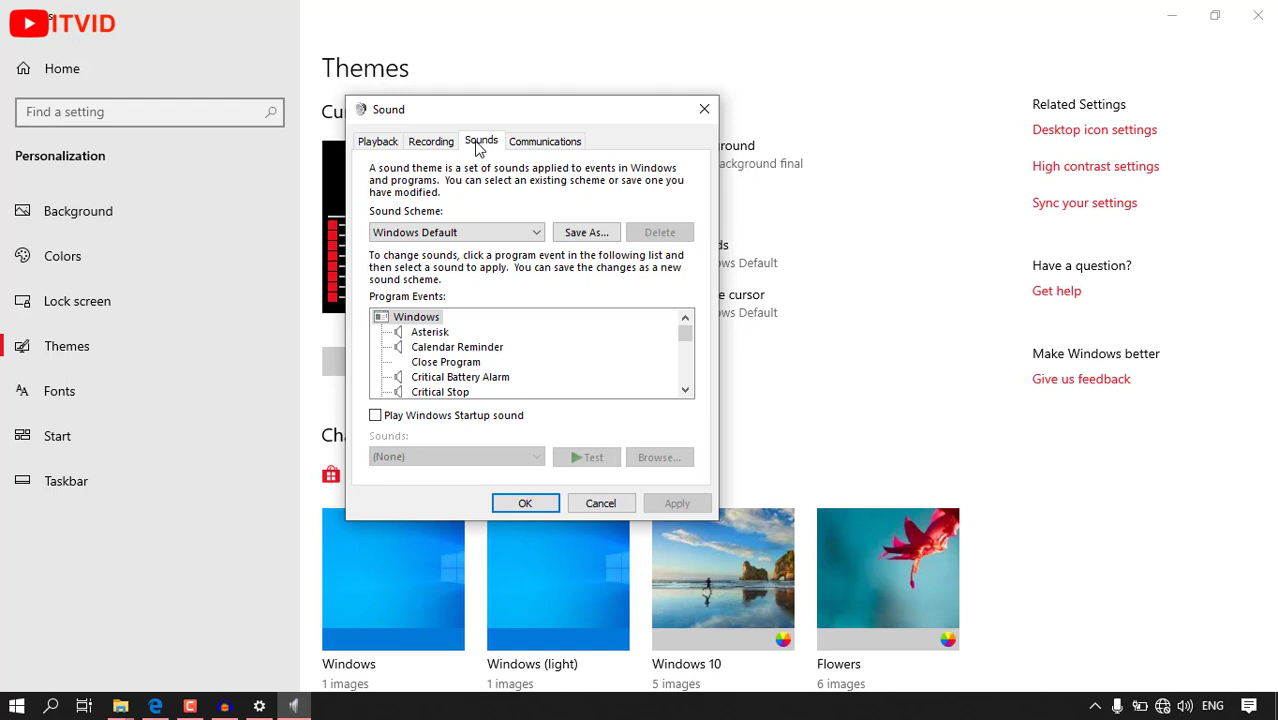 ITVID
Home
Find a setting
Personalization
Background
Colors
Lock screen
Themes
Fonts
Start
Taskbar
Themes
Cu
Sound
Playback
Recording
Sounds
Communications
A sound theme is a set of sounds applied to events in Windows
and programs. You can select an existing scheme or save one you
have modified.
Sound Scheme:
Windows Default
Save As...
Delete
To change sounds, click a program event in the following list and
then select a sound to apply. You can save the changes as a new
sound scheme.
Program Events:
Windows
Asterisk
Calendar Reminder
Close Program
Critical Battery Alarm
Critical Stop
Play Windows Startup sound
Sounds:
(None)
Test
Browse...
OK
Cancel
Apply
ound
ackground final
ds
ows Default
e cursor
ows Default
Ch
Windows
1 images
Windows (light)
1 images
Windows 10
5 images
Flowers
6 images
Related Settings
Desktop icon settings
High contrast settings
Sync your settings
Have a question?
Get help
Make Windows better
Give us feedback
ENG